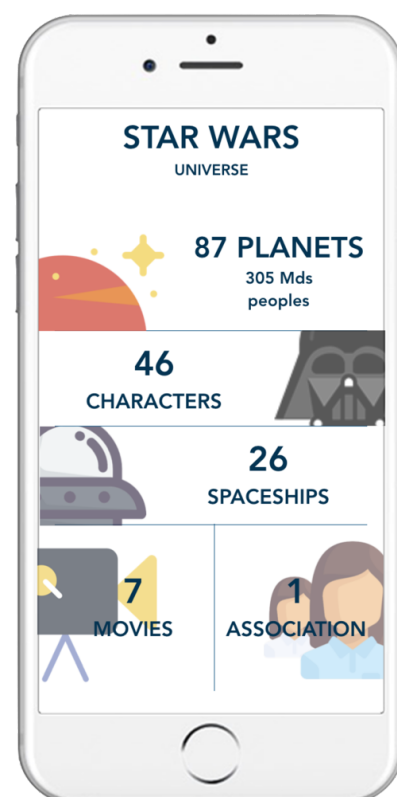 STAR WARS
UNIVERSE
87 PLANETS
305 Mds
peoples
46
CHARACTERS
26
SPACESHIPS
7
MOVIES
1
ASSOCIATION